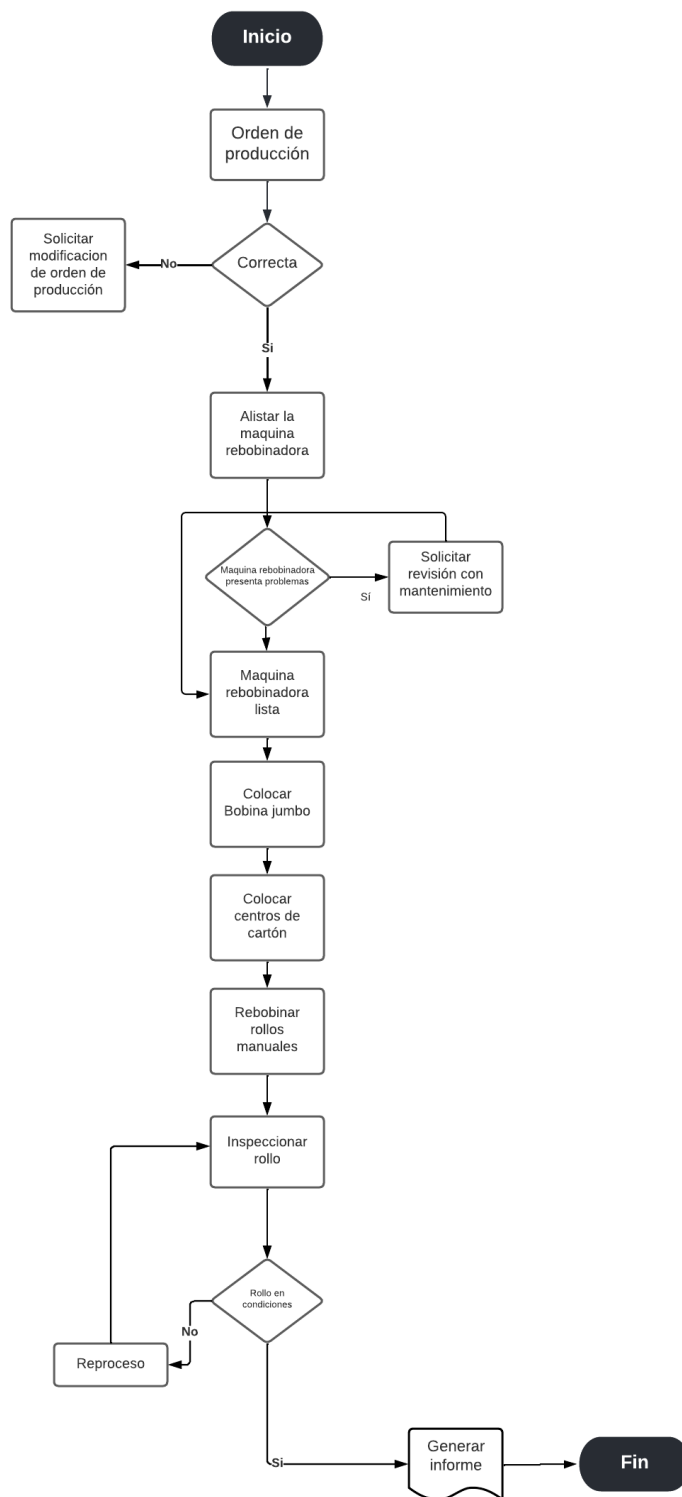 Inicio
Orden de
producción
Correcta
No
Solicitar
modificacion
de orden de
producción
Si
Alistar la
maquina
rebobinadora
Maquina rebobinadora
presenta problemas
Sí
Solicitar
revisión con
mantenimiento
Maquina
rebobinadora
lista
Colocar
Bobina jumbo
Colocar
centros de
cartón
Rebobinar
rollos
manuales
Inspeccionar
rollo
Rollo en
condiciones
No
Reproceso
Si
Generar
informe
Fin